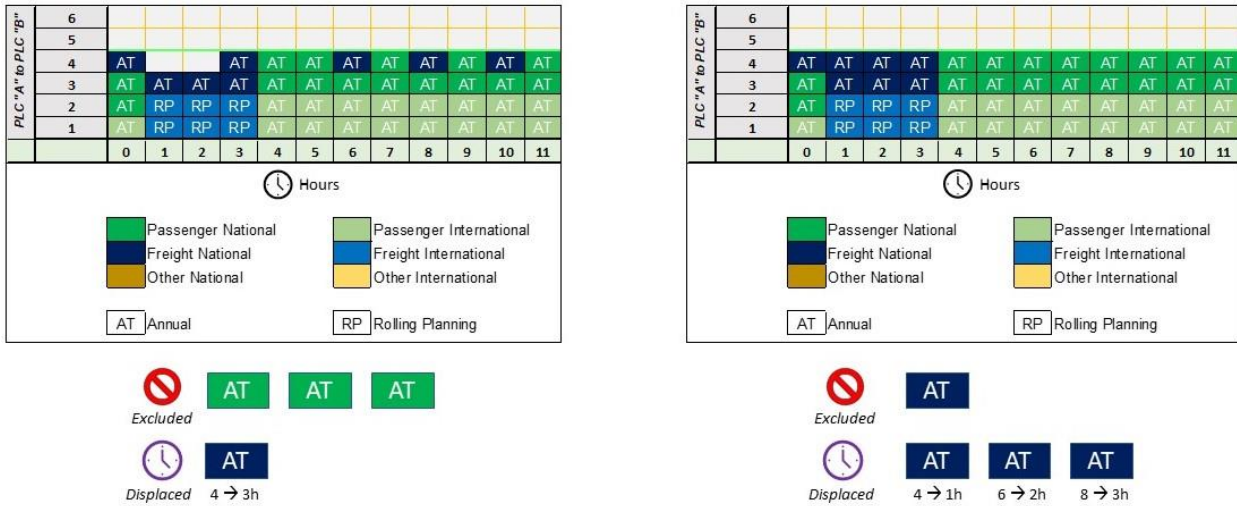 PLC "A" to PLC "B"
6
5
4 AT AT AT AT AT AT AT AT AT AT
3 AT AT AT AT AT AT AT AT AT AT AT AT
2 AT RP RP RP AT AT AT AT AT AT AT AT
1 AT RP RP RP AT AT AT AT AT AT AT AT
0 1 2 3 4 5 6 7 8 9 10 11
Hours
Passenger National Passenger International
Freight National Freight International
Other National Other International
AT Annual RP Rolling Planning
Excluded AT AT AT
Displaced AT
4 → 3h
PLC "A" to PLC "B"
6
5
4 AT AT AT AT AT AT AT AT AT AT AT AT
3 AT AT AT AT AT AT AT AT AT AT AT AT
2 AT RP RP RP AT AT AT AT AT AT AT AT
1 AT RP RP RP AT AT AT AT AT AT AT AT
0 1 2 3 4 5 6 7 8 9 10 11
Hours
Passenger National Passenger International
Freight National Freight International
Other National Other International
AT Annual RP Rolling Planning
Excluded AT
Displaced AT AT AT
4 → 1h 6 → 2h 8 → 3h